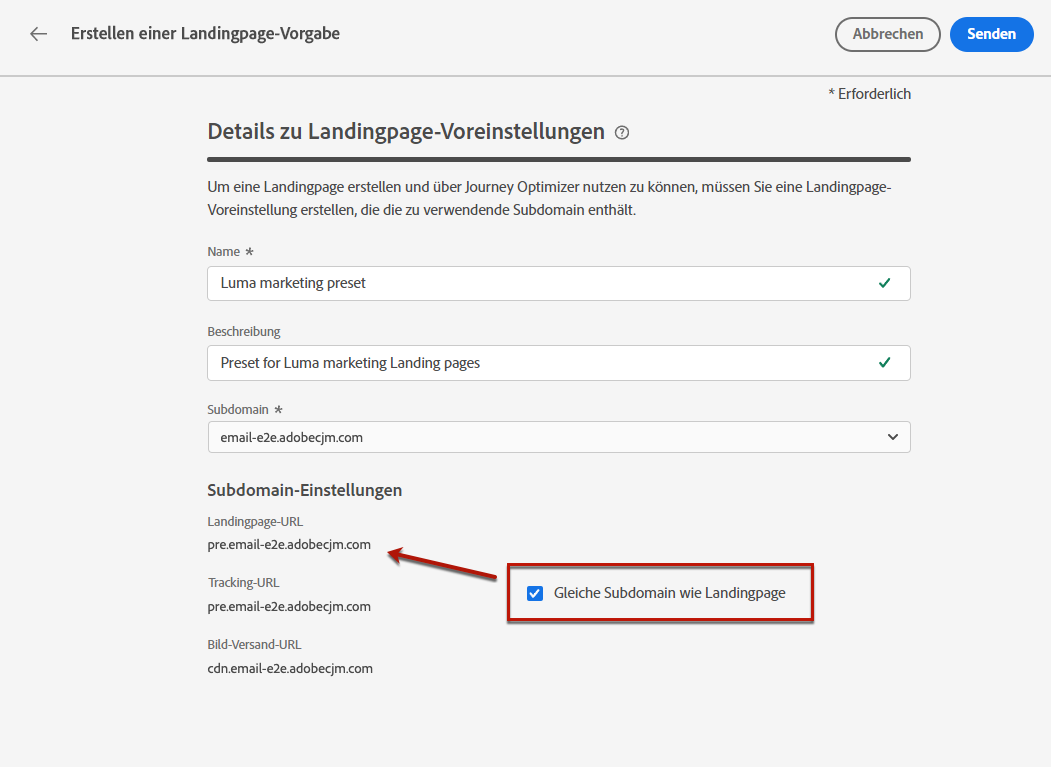 Erstellen einer Landingpage-Vorgabe
Abbrechen
Senden
* Erforderlich
Details zu Landingpage-Voreinstellungen
Um eine Landingpage erstellen und über Journey Optimizer nutzen zu können, müssen Sie eine Landingpage-
Voreinstellung erstellen, die die zu verwendende Subdomain enthält.
Name *
Luma marketing preset
Beschreibung
Preset for Luma marketing Landing pages
Subdomain *
email-e2e.adobecjm.com
Subdomain-Einstellungen
Landingpage-URL
pre.email-e2e.adobecjm.com
Tracking-URL
Gleiche Subdomain wie Landingpage
pre.email-e2e.adobecjm.com
Bild-Versand-URL
cdn.email-e2e.adobecjm.com